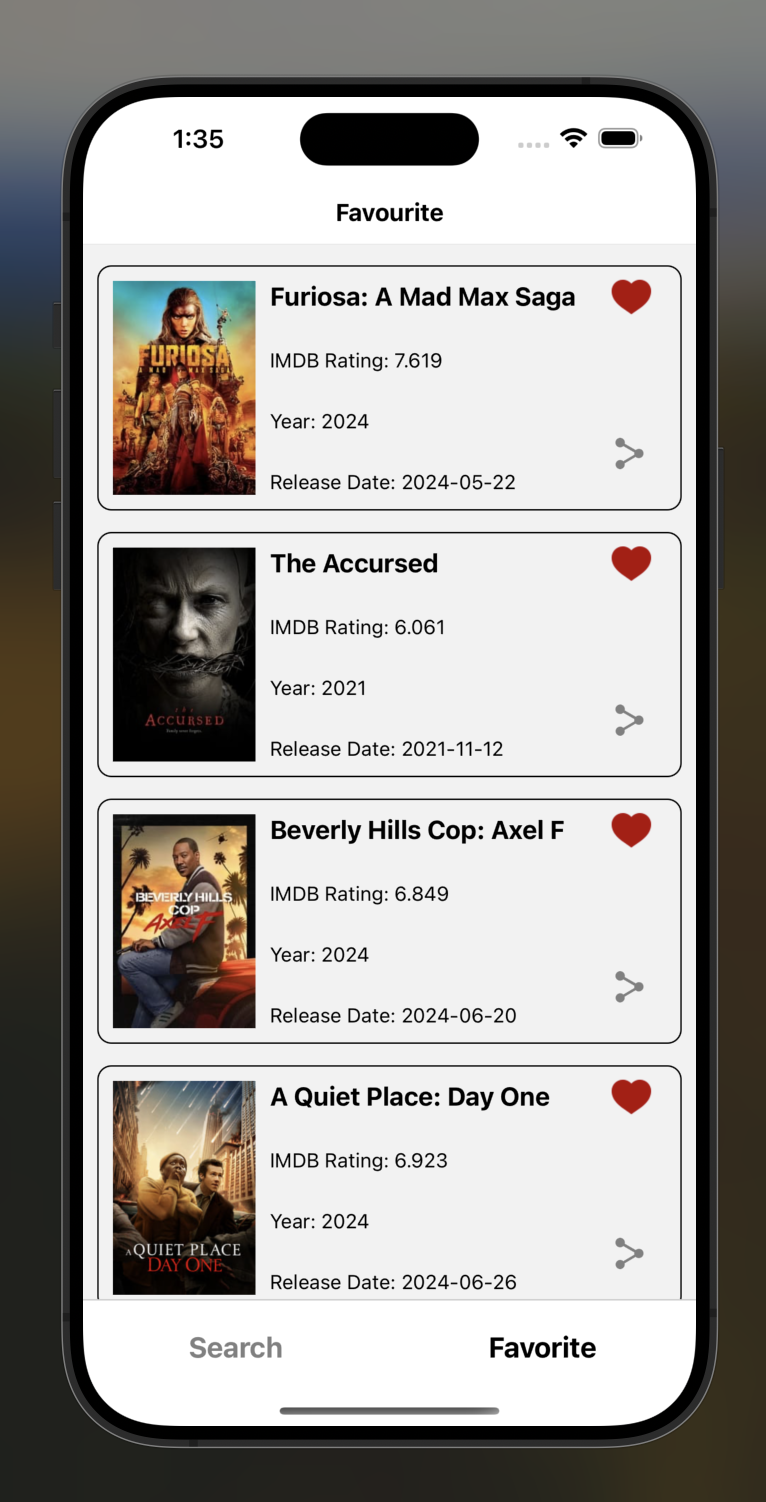 1:35
Favourite
FURIOSA
A MAD MAX SAGA
Furiosa: A Mad Max Saga
IMDB Rating: 7.619
Year: 2024
Release Date: 2024-05-22
the
ACCURSED
The Accursed
IMDB Rating: 6.061
Year: 2021
Release Date: 2021-11-12
BEVERLY HILLS
COP
AXEL F
Beverly Hills Cop: Axel F
IMDB Rating: 6.849
Year: 2024
Release Date: 2024-06-20
A QUIET PLACE
DAY ONE
A Quiet Place: Day One
IMDB Rating: 6.923
Year: 2024
Release Date: 2024-06-26
Search
Favorite